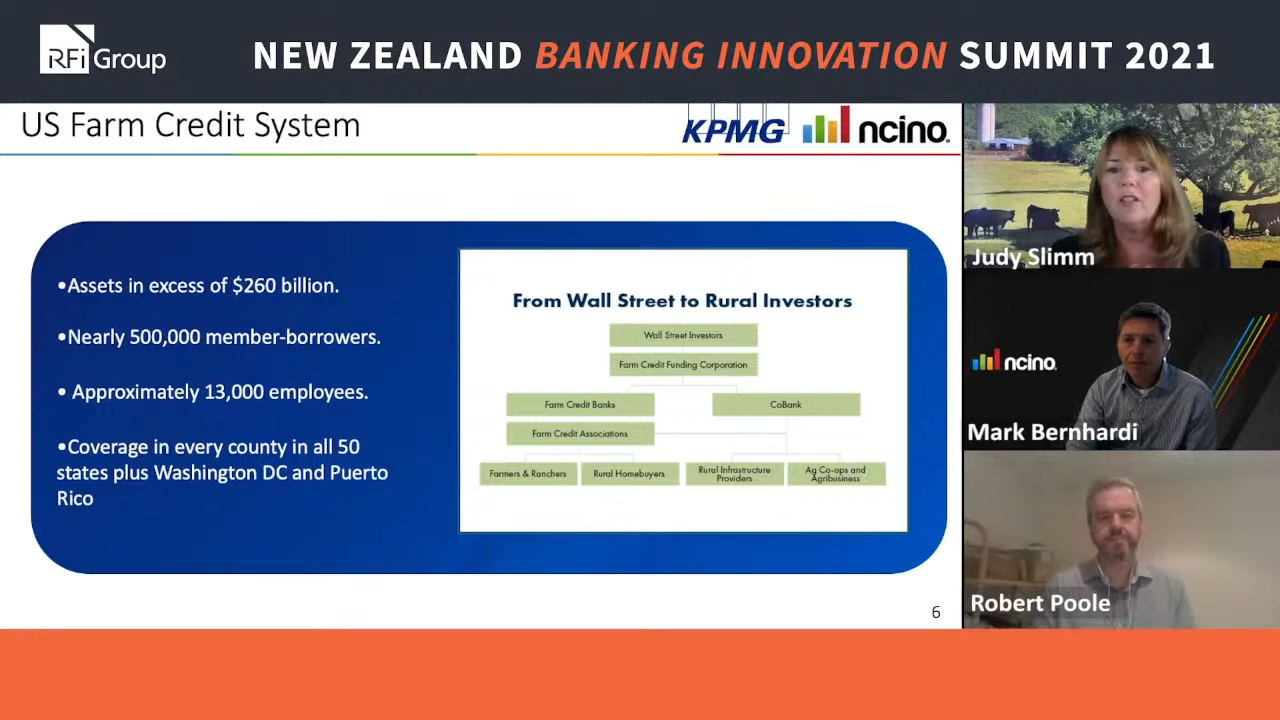 RFi Group
NEW ZEALAND BANKING INNOVATION SUMMIT 2021
US Farm Credit System
KPMG
ncino.
•Assets in excess of $260 billion.
•Nearly 500,000 member-borrowers.
• Approximately 13,000 employees.
•Coverage in every county in all 50
states plus Washington DC and Puerto
Rico
From Wall Street to Rural Investors
Wall Street Investors
Farm Credit Funding Corporation
Farm Credit Banks
CoBank
Farm Credit Associations
Farmers & Ranchers
Rural Homebuyers
Rural Infrastructure
Providers
Ag Co-ops and
Agribusiness
6
Judy Slimm
ncino.
Mark Bernhardi
Robert Poole